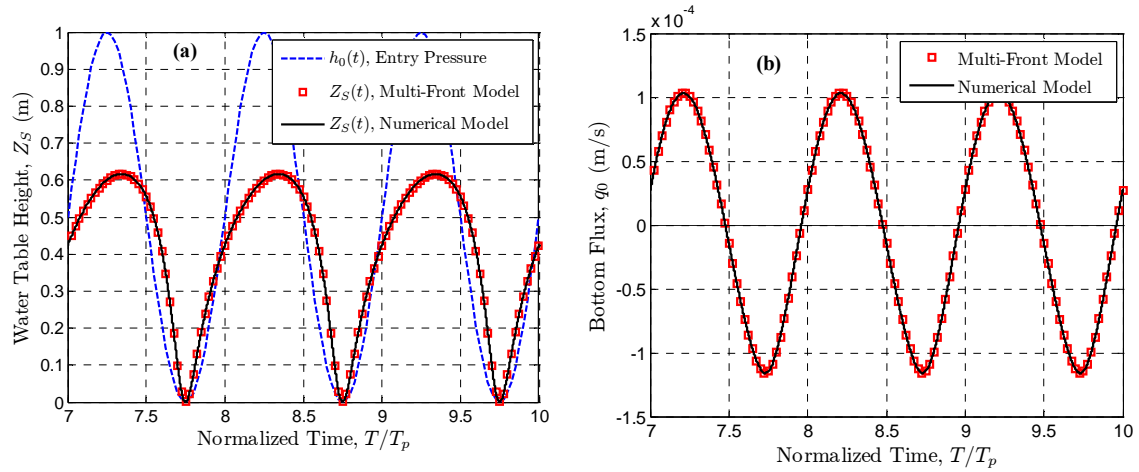 (a)
h₀(t), Entry Pressure
Z_S(t), Multi-Front Model
Z_S(t), Numerical Model
Water Table Height, Z_S (m)
1
0.9
0.8
0.7
0.6
0.5
0.4
0.3
0.2
0.1
0
7 7.5 8 8.5 9 9.5 10
Normalized Time, T/T_p
x 10⁻⁴
(b)
Multi-Front Model
Numerical Model
Bottom Flux, q₀ (m/s)
1.5
1
0.5
0
-0.5
-1
-1.5
7 7.5 8 8.5 9 9.5 10
Normalized Time, T/T_p